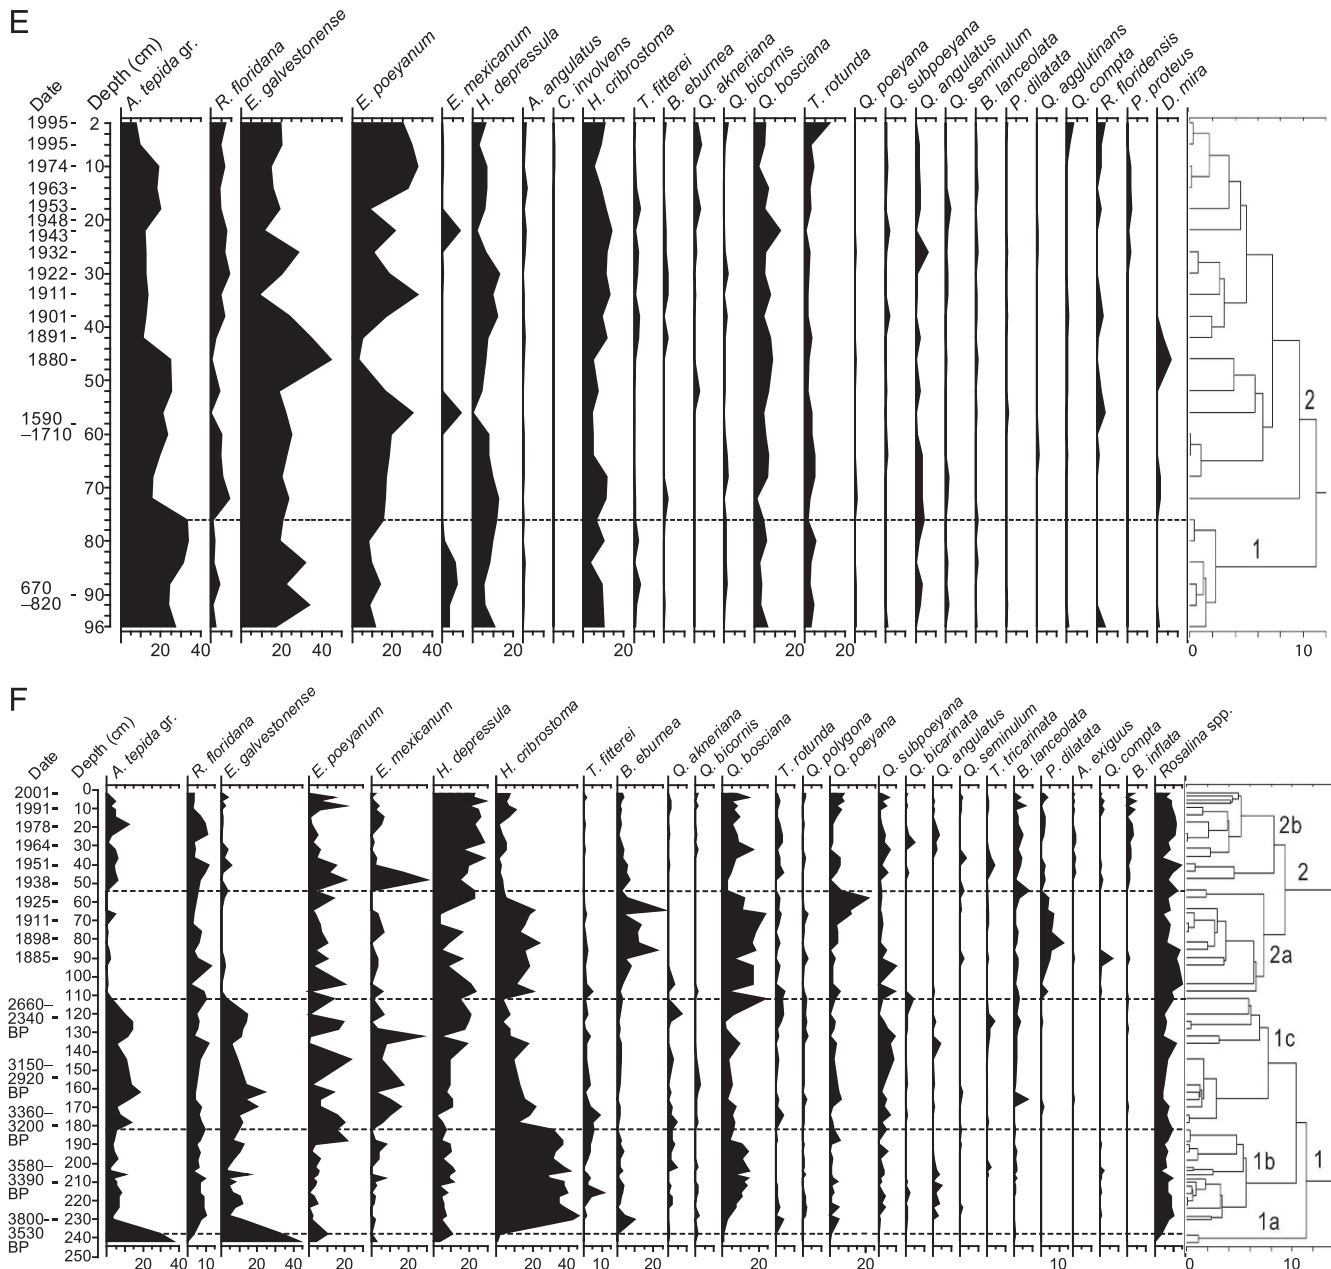 E
Date
Depth (cm)
A. tepida gr.
R. floridana
E. galvestonense
E. poeyanum
E. mexicanum
H. depressula
A. angulatus
C. involvens
H. cribrostoma
T. fitterei
B. eburnea
Q. akneriana
Q. bicornis
Q. bosciana
T. rotunda
Q. poeyana
Q. subpoeyana
Q. angulatus
Q. seminulum
B. lanceolata
P. dilatata
Q. agglutinans
Q. compta
R. floridensis
P. proteus
D. mira
1995- 2
1995-
1974 - 10
1963 -
1953 -
1948 - 20
1943
1932 -
1922 - 30
1911 -
1901 -
1891 - 40
1880 -
50
1590 -
–1710 60
70
80
670 - 90
–820
96
20 40 20 40 20 40 20 20 20 20 0 10
2
1
F
Date
Depth (cm)
A. tepida gr.
R. floridana
E. galvestonense
E. poeyanum
E. mexicanum
H. depressula
H. cribrostoma
T. fitterei
B. eburnea
Q. akneriana
Q. bicornis
Q. bosciana
T. rotunda
Q. polygona
Q. poeyana
Q. subpoeyana
Q. bicarinata
Q. angulatus
Q. seminulum
T. tricarinata
B. lanceolata
P. dilatata
A. exiguus
Q. compta
B. inflata
Rosalina spp.
2001 - 0
1991 - 10
1978 - 20
1964 - 30
1951 - 40
1938 - 50
1925 - 60
1911 - 70
1898 - 80
1885 - 90
100
110
2660– 120
2340 -
BP 130
140
3150– 150
2920 -
BP 160
3360– 170
3200 - 180
BP 190
3580– 200
3390 - 210
BP 220
3800– 230
3530 240
BP 250
2b
2
2a
1c
1b
1
1a
20 40 10 20 40 20 20 20 20 40 10 20 20 20 10 20 0 10